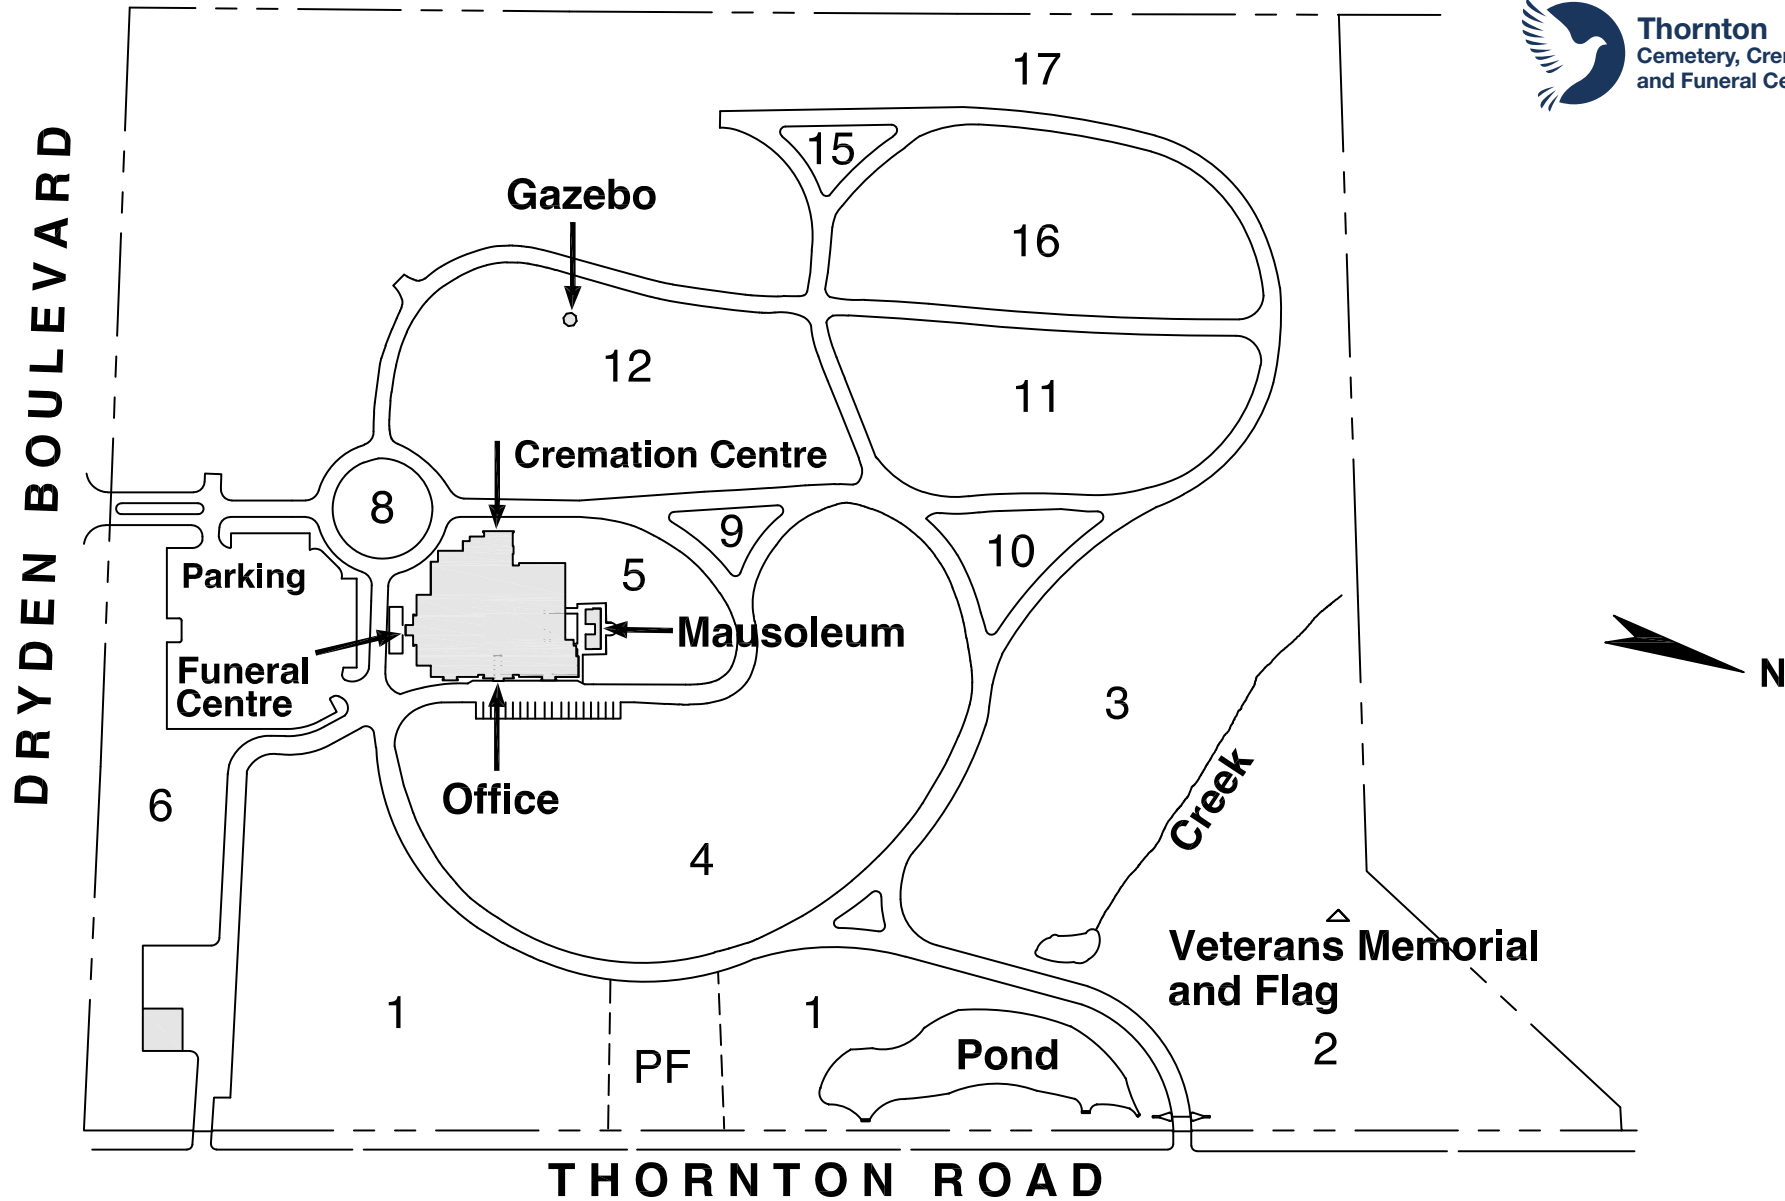 Thornton
Cemetery,
and Funeral
17
15
Gazebo
16
12
11
Cremation Centre
8
9
10
Parking
5
Mausoleum
Funeral
Centre
3
DRYDEN BOULEVARD
N
Office
Creek
6
4
Veterans Memorial
and Flag
1
1
2
Pond
PF
THORNTON ROAD